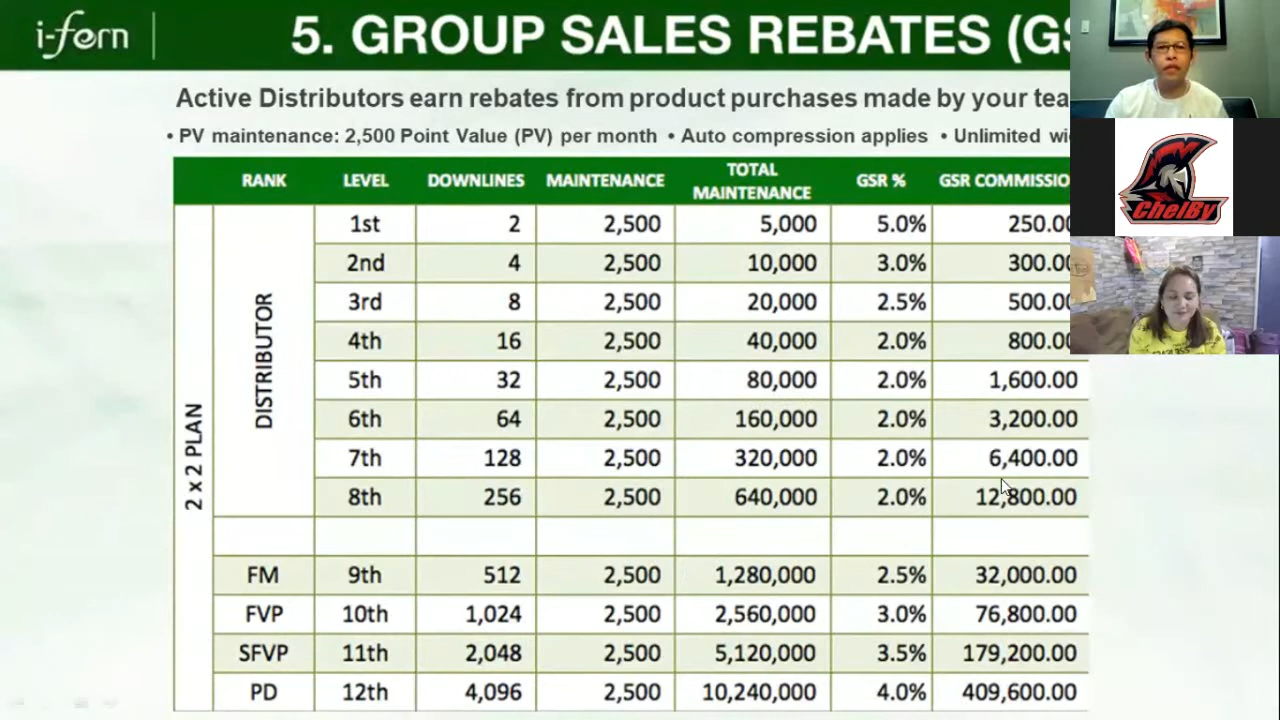 i-fern
5. GROUP SALES REBATES (GS
Active Distributors earn rebates from product purchases made by your tea
• PV maintenance: 2,500 Point Value (PV) per month • Auto compression applies • Unlimited wi
RANK LEVEL DOWNLINES MAINTENANCE TOTAL MAINTENANCE GSR % GSR COMMISSIO
2 x 2 PLAN
DISTRIBUTOR
1st 2 2,500 5,000 5.0% 250.00
2nd 4 2,500 10,000 3.0% 300.00
3rd 8 2,500 20,000 2.5% 500.00
4th 16 2,500 40,000 2.0% 800.00
5th 32 2,500 80,000 2.0% 1,600.00
6th 64 2,500 160,000 2.0% 3,200.00
7th 128 2,500 320,000 2.0% 6,400.00
8th 256 2,500 640,000 2.0% 12,800.00
FM 9th 512 2,500 1,280,000 2.5% 32,000.00
FVP 10th 1,024 2,500 2,560,000 3.0% 76,800.00
SFVP 11th 2,048 2,500 5,120,000 3.5% 179,200.00
PD 12th 4,096 2,500 10,240,000 4.0% 409,600.00
ChelBy